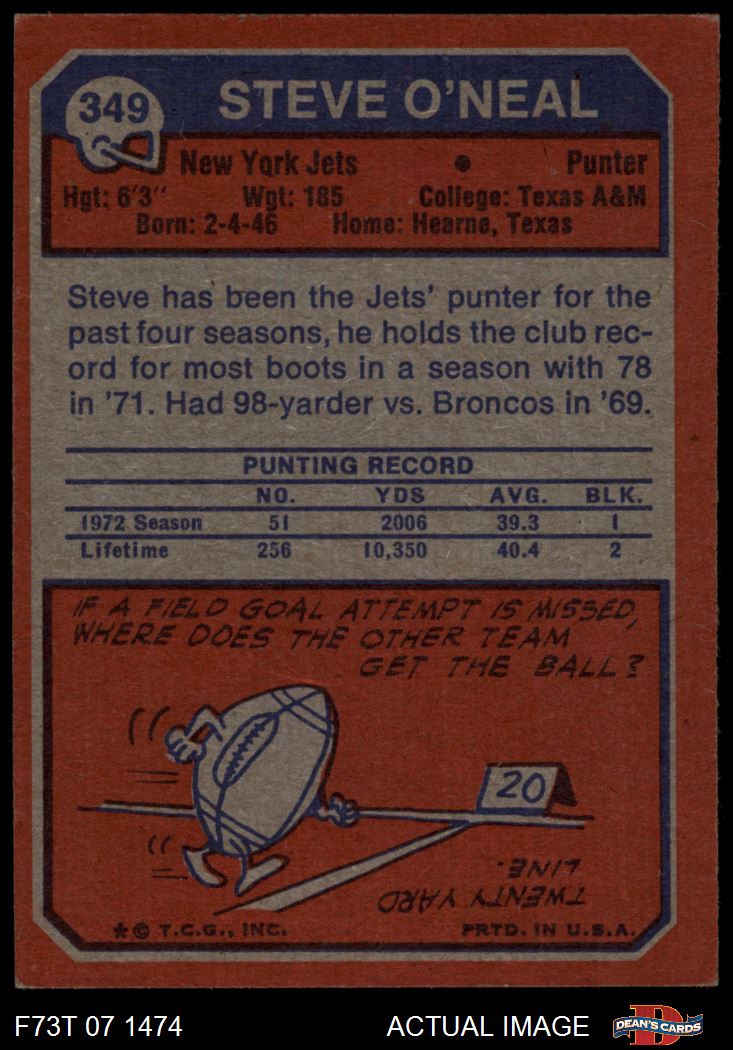 349
STEVE O'NEAL
New York Jets • Punter
Hgt: 6'3" Wgt: 185 College: Texas A&M
Born: 2-4-46 Home: Hearne, Texas
Steve has been the Jets' punter for the
past four seasons, he holds the club rec-
ord for most boots in a season with 78
in '71. Had 98-yarder vs. Broncos in '69.
PUNTING RECORD
NO. YDS AVG. BLK.
1972 Season 51 2006 39.3 1
Lifetime 256 10,350 40.4 2
IF A FIELD GOAL ATTEMPT IS MISSED,
WHERE DOES THE OTHER TEAM
GET THE BALL?
20
TWENTY YARD
LINE.
* © T.C.G., INC. PRTD. IN U.S.A.
F73T 07 1474 ACTUAL IMAGE
D
DEAN'S CARDS